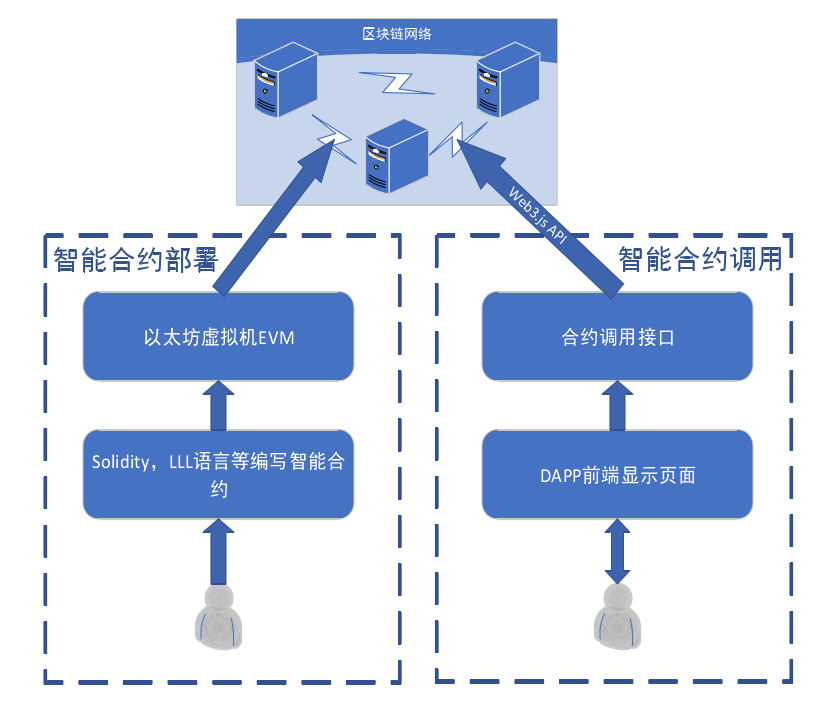 区块链网络
Web3.js API
智能合约部署
以太坊虚拟机EVM
Solidity，LLL语言等编写智能合
约
智能合约调用
合约调用接口
DAPP前端显示页面